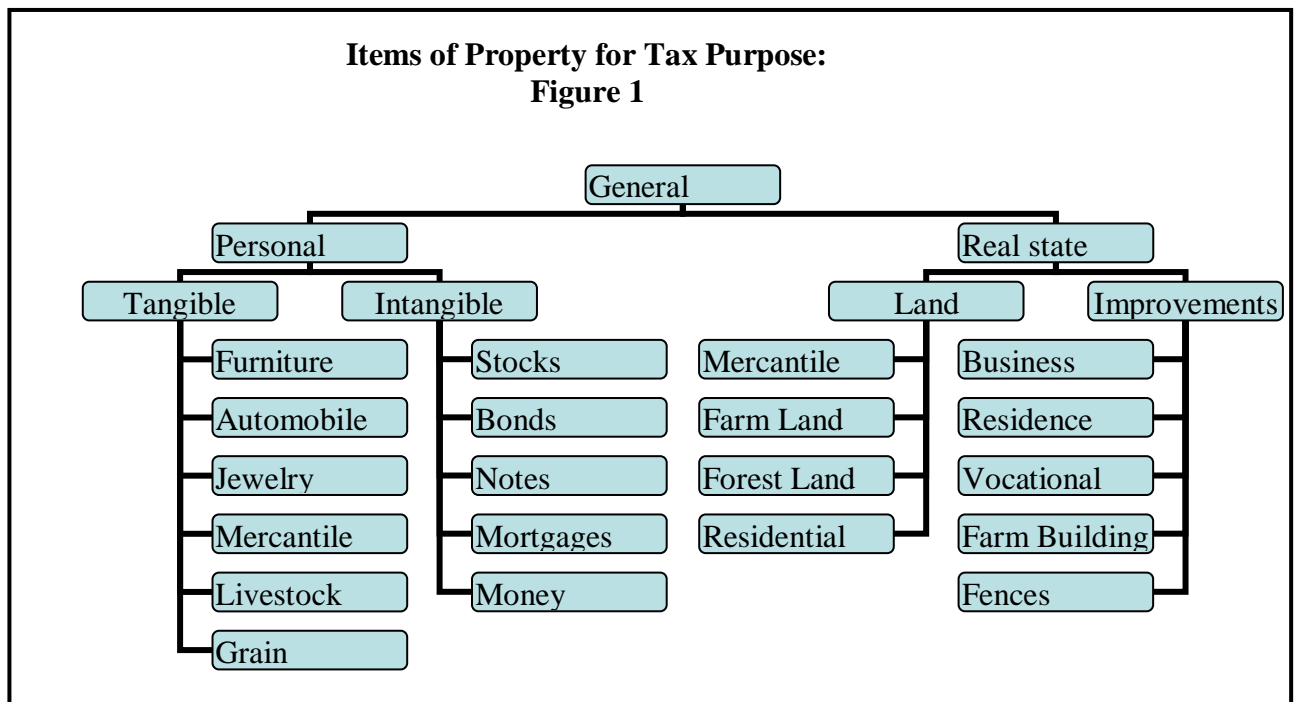 Items of Property for Tax Purpose:
Figure 1
General
Personal
Real state
Tangible
Intangible
Land
Improvements
Furniture
Automobile
Jewelry
Mercantile
Livestock
Grain
Stocks
Bonds
Notes
Mortgages
Money
Mercantile
Farm Land
Forest Land
Residential
Business
Residence
Vocational
Farm Building
Fences